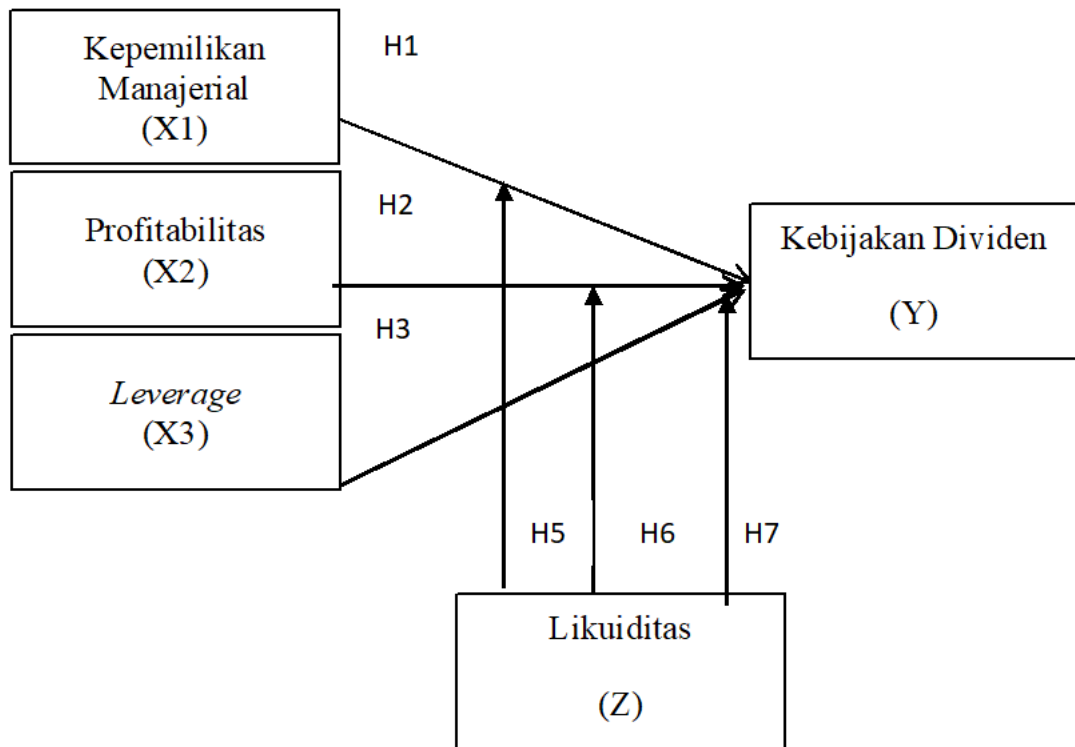 Kepemilikan
Manajerial
(X1)
H1
Profitabilitas
(X2)
H2
Leverage
(X3)
H3
Kebijakan Dividen
(Y)
H5
H6
H7
Likuiditas
(Z)